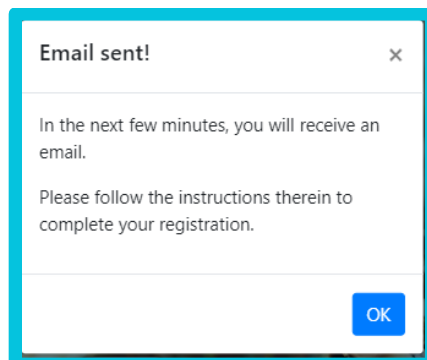 Email sent!
×
In the next few minutes, you will receive an
email.
Please follow the instructions therein to
complete your registration.
OK